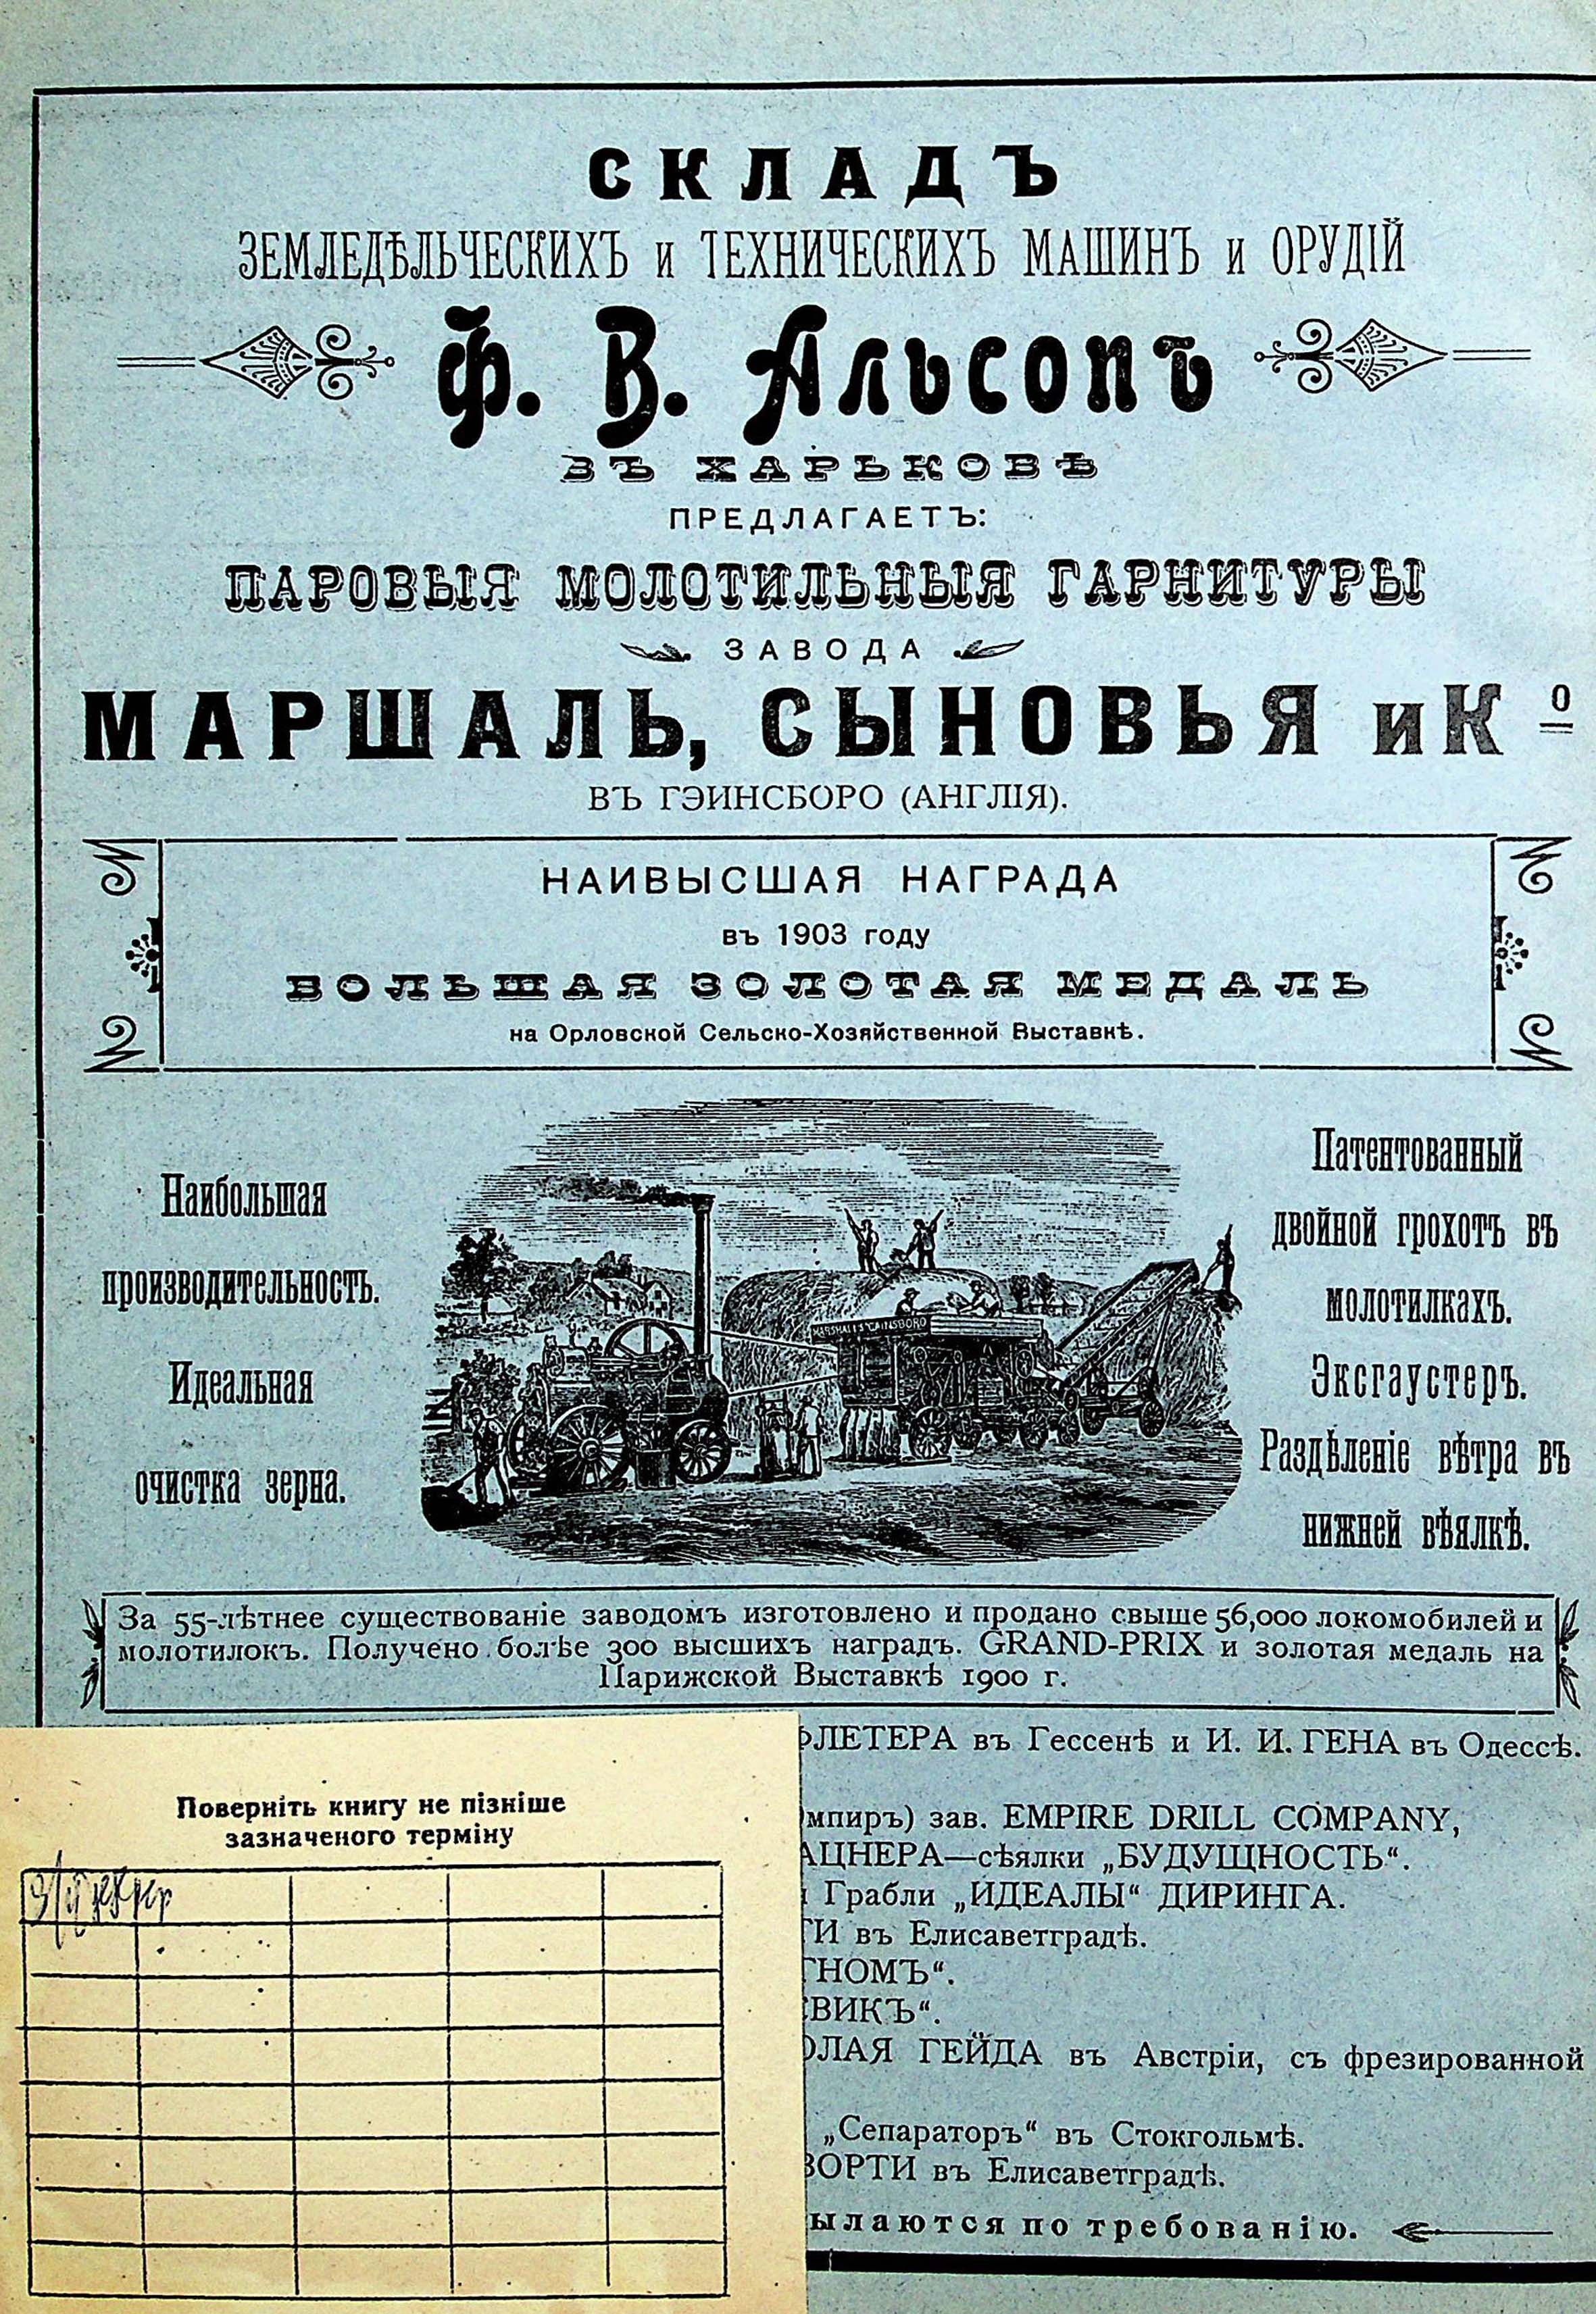 СКЛАДЪ
ЗЕМЛЕДѢЛЬЧЕСКИХЪ и ТЕХНИЧЕСКИХЪ МАШИНЪ и ОРУДІЙ
Ф. В. Альсопъ
ВЪ ХАРЬКОВѢ
ПРЕДЛАГАЕТЪ:
ПАРОВЫЯ МОЛОТИЛЬНЫЯ ГАРНИТУРЫ
ЗАВОДА
МАРШАЛЬ, СЫНОВЬЯ и Кº
ВЪ ГЭИНСБОРО (АНГЛІЯ).
НАИВЫСШАЯ НАГРАДА
въ 1903 году
БОЛЬШАЯ ЗОЛОТАЯ МЕДАЛЬ
на Орловской Сельско-Хозяйственной Выставкѣ.
Наибольшая
производительность.
Идеальная
очистка зерна.
MARSHALL'S GAINSBORO
Патентованный
двойной грохотъ въ
молотилкахъ.
Эксгаустеръ.
Раздѣленіе вѣтра въ
нижней вѣялкѣ.
За 55-лѣтнее существованіе заводомъ изготовлено и продано свыше 56,000 локомобилей и
молотилокъ. Получено болѣе 300 высшихъ наградъ. GRAND-PRIX и золотая медаль на
Парижской Выставкѣ 1900 г.
ФЛЕТЕРА въ Гессенѣ и И. И. ГЕНА въ Одессѣ.
мпиръ) зав. EMPIRE DRILL COMPANY,
АЦНЕРА—сѣялки „БУДУЩНОСТЬ“.
Грабли „ИДЕАЛЫ“ ДИРИНГА.
ТИ въ Елисаветградѣ.
ГНОМЪ“.
ЕВИКЪ“.
ОЛАЯ ГЕЙДА въ Австріи, съ фрезированной
„Сепараторъ“ въ Стокгольмѣ.
ВОРТИ въ Елисаветградѣ.
ылаются по требованію.
Поверніть книгу не пізніше
зазначеного терміну